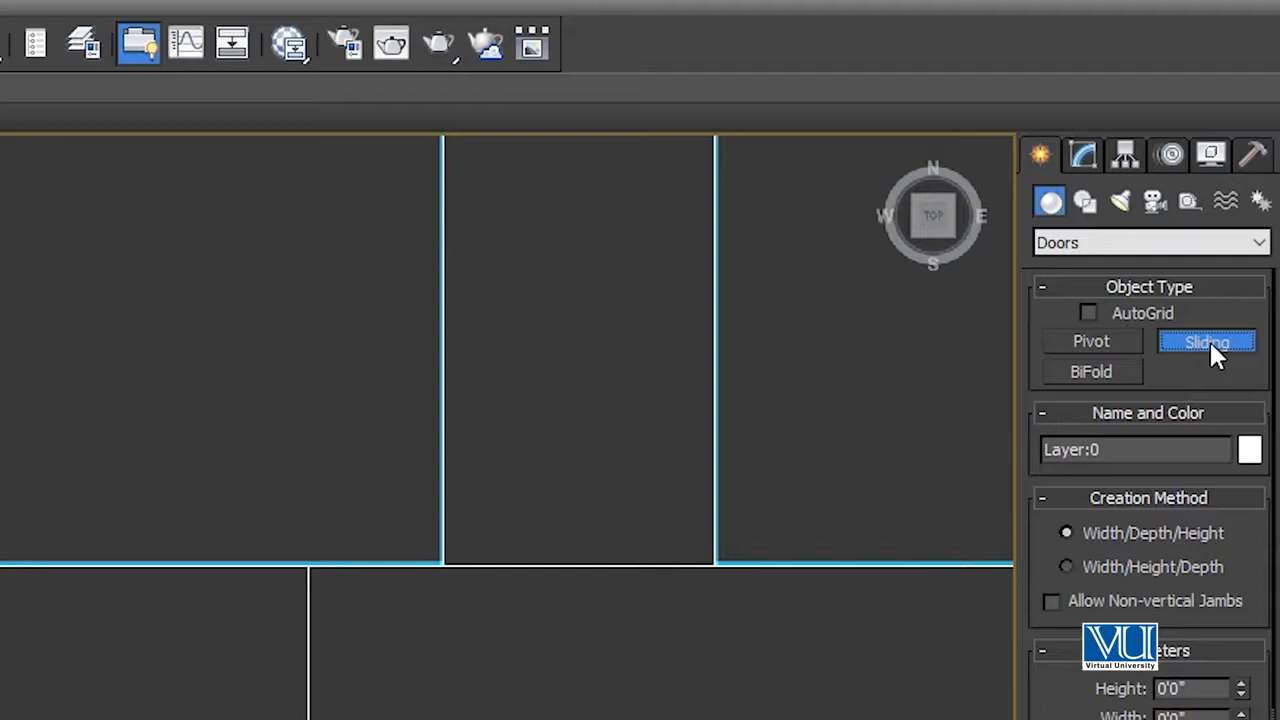 N
W TOP E
S
Doors
- Object Type
AutoGrid
Pivot Sliding
BiFold
- Name and Color
Layer:0
- Creation Method
Width/Depth/Height
Width/Height/Depth
Allow Non-vertical Jambs
VU
Virtual University
Height: 0'0"
Width: 0'0"